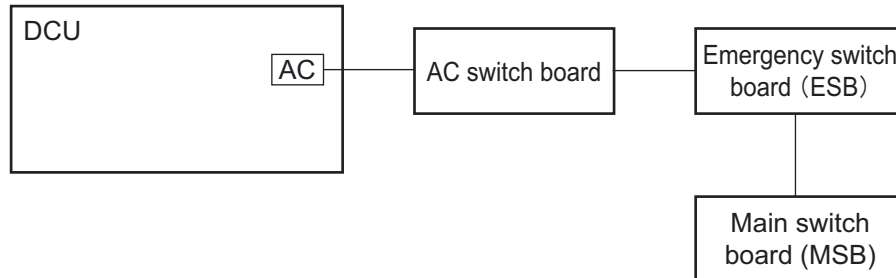 DCU
AC
AC switch board
Emergency switch
board（ESB）
Main switch
board (MSB)